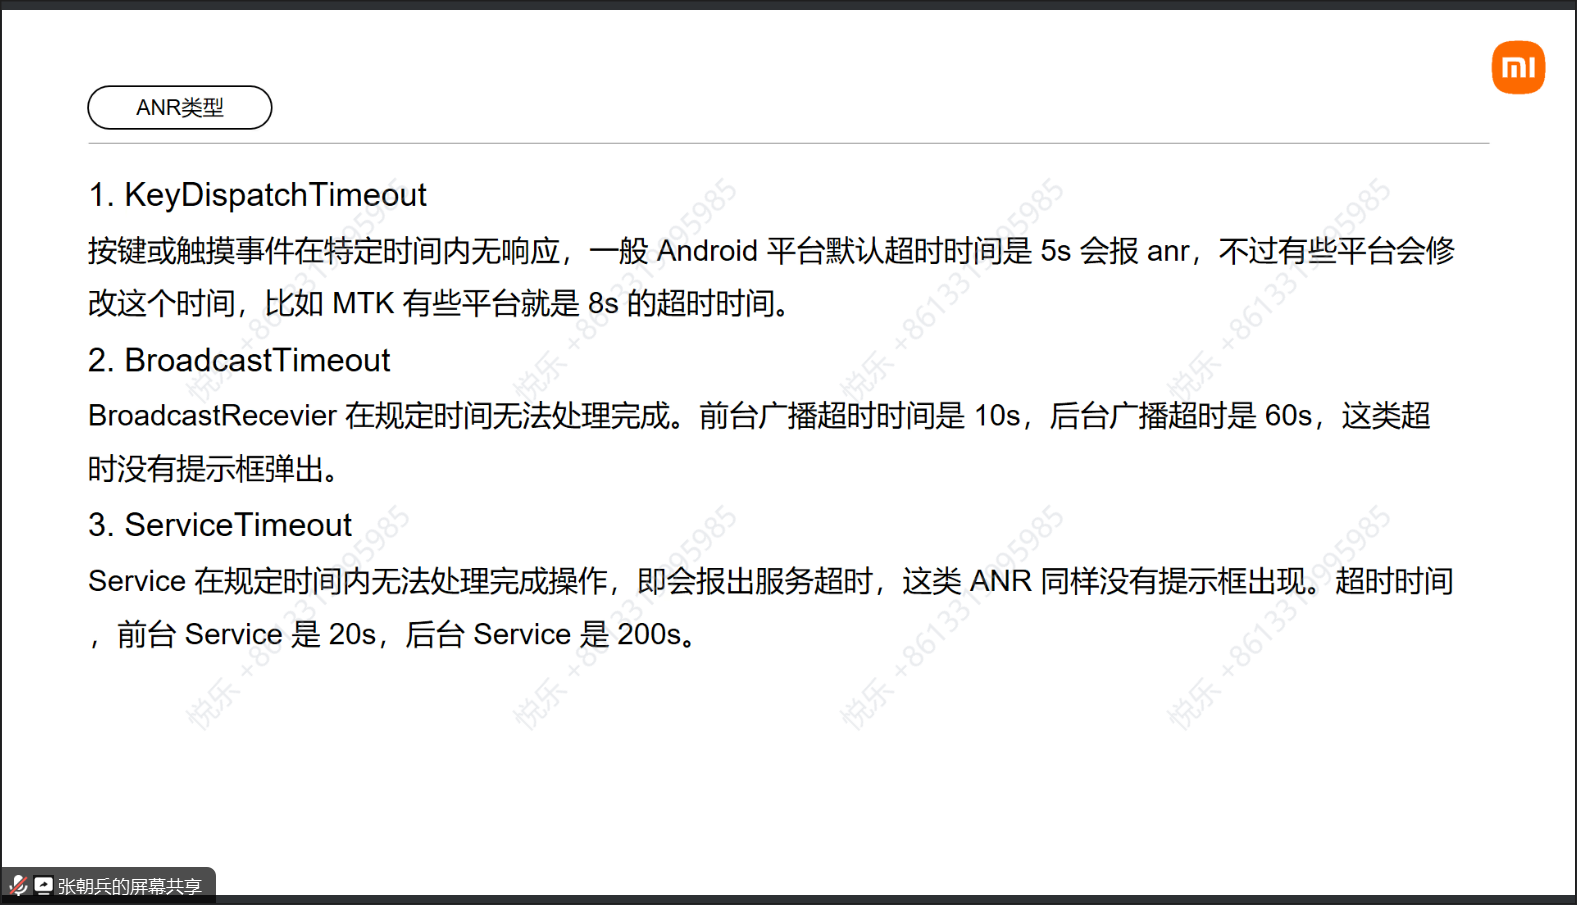 ANR类型
1. KeyDispatchTimeout
按键或触摸事件在特定时间内无响应，一般 Android 平台默认超时时间是 5s 会报 anr，不过有些平台会修
改这个时间，比如 MTK 有些平台就是 8s 的超时时间。
2. BroadcastTimeout
BroadcastRecevier 在规定时间无法处理完成。前台广播超时时间是 10s，后台广播超时是 60s，这类超
时没有提示框弹出。
3. ServiceTimeout
Service 在规定时间内无法处理完成操作，即会报出服务超时，这类 ANR 同样没有提示框出现。超时时间
，前台 Service 是 20s，后台 Service 是 200s。
张朝兵的屏幕共享